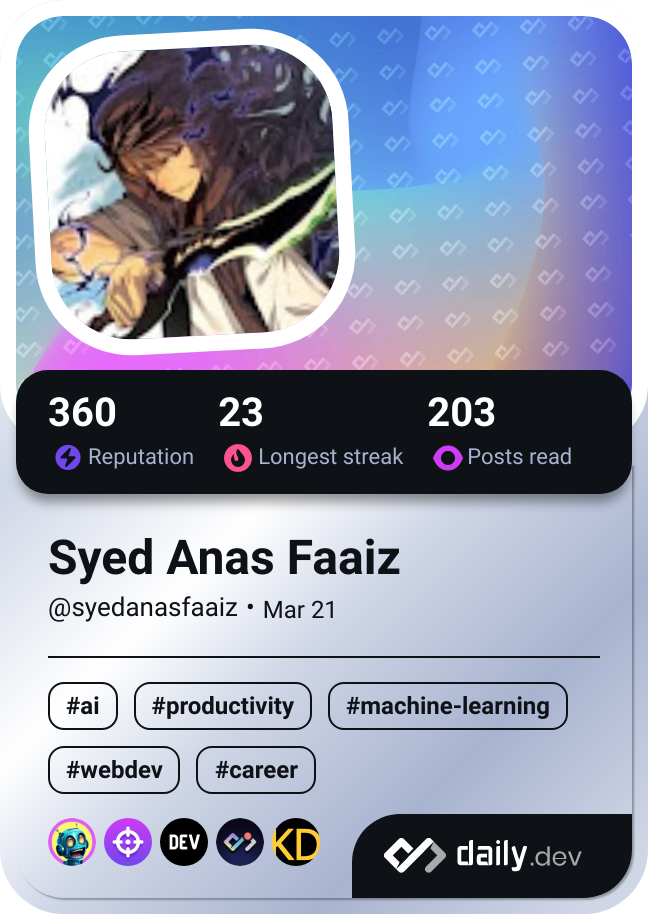 360 23 203
Reputation Longest streak Posts read
Syed Anas Faaiz
@syedanasfaaiz • Mar 21
#ai #productivity #machine-learning
#webdev #career
DEV KD daily.dev